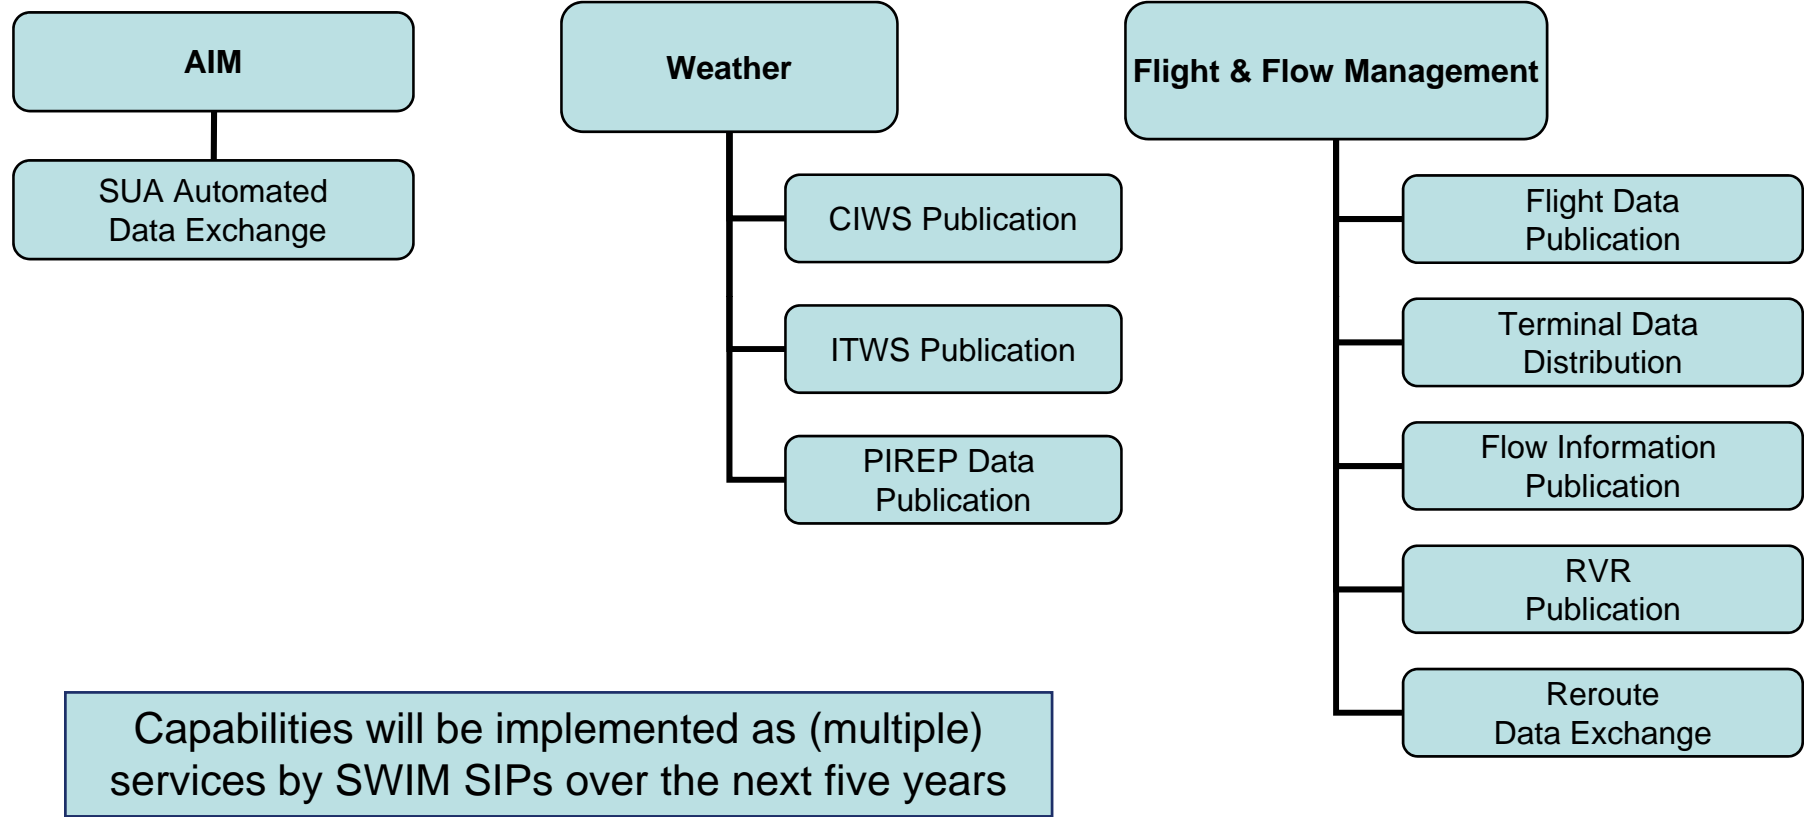 AIM
SUA Automated
Data Exchange
Weather
CIWS Publication
ITWS Publication
PIREP Data
Publication
Flight & Flow Management
Flight Data
Publication
Terminal Data
Distribution
Flow Information
Publication
RVR
Publication
Reroute
Data Exchange
Capabilities will be implemented as (multiple)
services by SWIM SIPs over the next five years